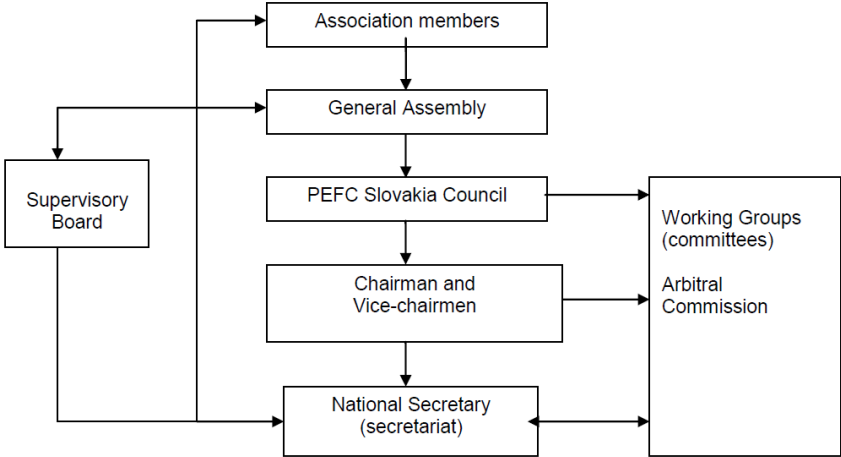 Association members
General Assembly
Supervisory
Board
PEFC Slovakia Council
Working Groups
(committees)
Arbitral
Commission
Chairman and
Vice-chairmen
National Secretary
(secretariat)